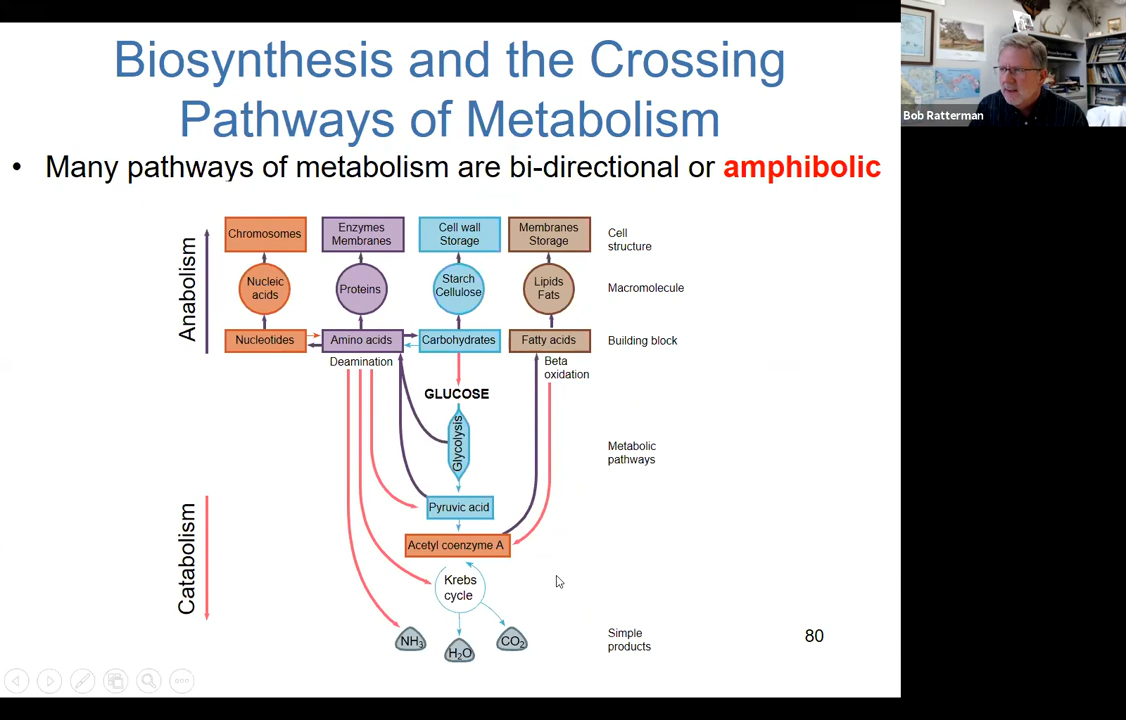 Biosynthesis and the Crossing
Pathways of Metabolism
• Many pathways of metabolism are bi-directional or amphibolic
Bob Ratterman
Anabolism
Chromosomes
Enzymes
Membranes
Cell wall
Storage
Membranes
Storage
Cell
structure
Nucleic
acids
Proteins
Starch
Cellulose
Lipids
Fats
Macromolecule
Nucleotides
Amino acids
Carbohydrates
Fatty acids
Building block
Deamination
Beta
oxidation
GLUCOSE
Glycolysis
Metabolic
pathways
Pyruvic acid
Acetyl coenzyme A
Catabolism
Krebs
cycle
NH3
H2O
CO2
Simple
products
80